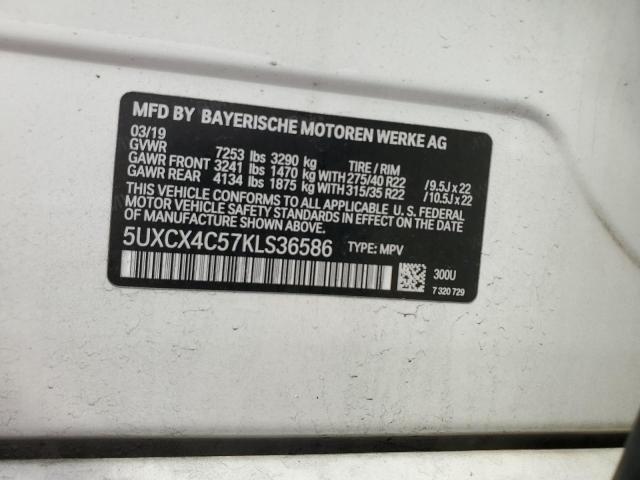 MFD BY BAYERISCHE MOTOREN WERKE AG
03/19
GVWR 7253 lbs 3290 kg TIRE / RIM
GAWR FRONT 3241 lbs 1470 kg WITH 275/40 R22 /9.5J x 22
GAWR REAR 4134 lbs 1875 kg WITH 315/35 R22 /10.5J x 22
THIS VEHICLE CONFORMS TO ALL APPLICABLE U.S. FEDERAL
MOTOR VEHICLE SAFETY STANDARDS IN EFFECT ON THE DATE OF
MANUFACTURE SHOWN ABOVE.
5UXCX4C57KLS36586 TYPE: MPV
300U
7 320 729